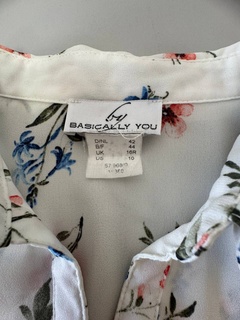 by
BASICALLY YOU
D/NL 42
B/F 44
UK 16R
US 10